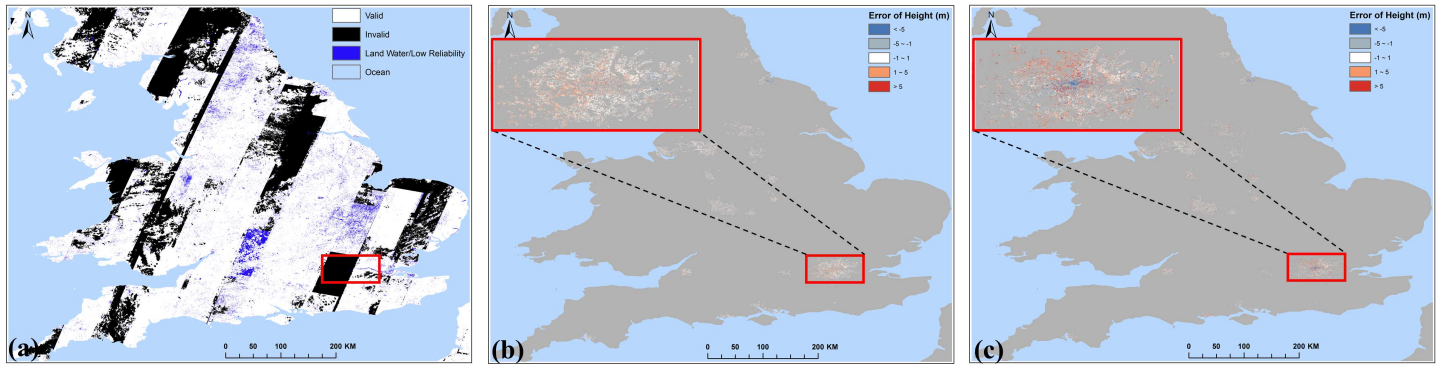 N
Valid
Invalid
Land Water/Low Reliability
Ocean
0 50 100 200 KM
(a)
N
Error of Height (m)
< -5
-5 ~ -1
-1 ~ 1
1 ~ 5
> 5
0 50 100 200 KM
(b)
N
Error of Height (m)
< -5
-5 ~ -1
-1 ~ 1
1 ~ 5
> 5
0 50 100 200 KM
(c)